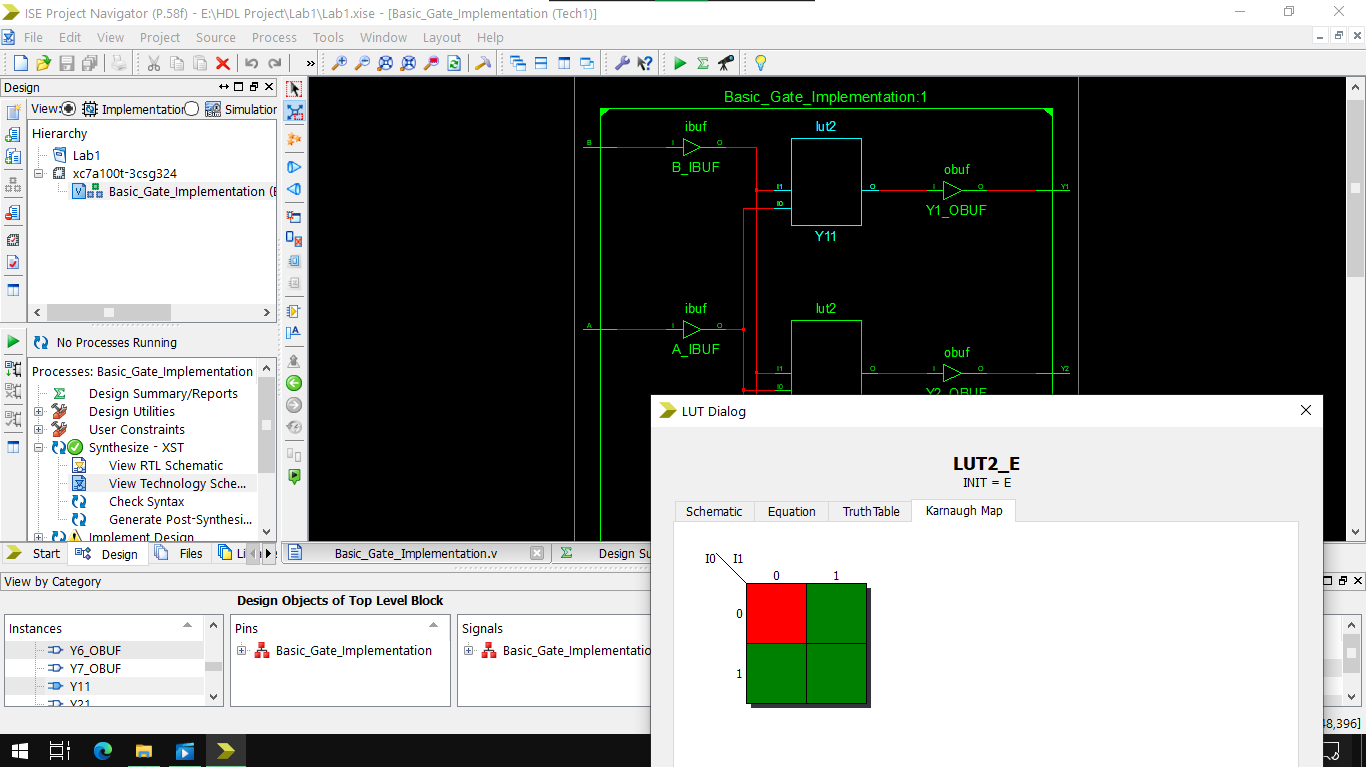 ISE Project Navigator (P.58f) - E:\HDL Project\Lab1\Lab1.xise - [Basic_Gate_Implementation (Tech1)]
File Edit View Project Source Process Tools Window Layout Help
Design
View: Implementation Simulation
Hierarchy
Lab1
xc7a100t-3csg324
Basic_Gate_Implementation (
No Processes Running
Processes: Basic_Gate_Implementation
Design Summary/Reports
Design Utilities
User Constraints
Synthesize - XST
View RTL Schematic
View Technology Sche...
Check Syntax
Generate Post-Synthesi...
Implement Design
Start Design Files Li
Basic_Gate_Implementation:1
ibuf lut2
B I O
B_IBUF
I1 O
I0
Y11
obuf
I O Y1
Y1_OBUF
ibuf lut2
A I O
A_IBUF
I1 O
I0
obuf
I O Y2
Y2_OBUF
Basic_Gate_Implementation.v Design Su
View by Category
Design Objects of Top Level Block
Instances
Y6_OBUF
Y7_OBUF
Y11
Y21
Pins
Basic_Gate_Implementation
Signals
Basic_Gate_Implementatio
LUT Dialog
LUT2_E
INIT = E
Schematic Equation TruthTable Karnaugh Map
I0 I1
0 1
0
1
8,396]